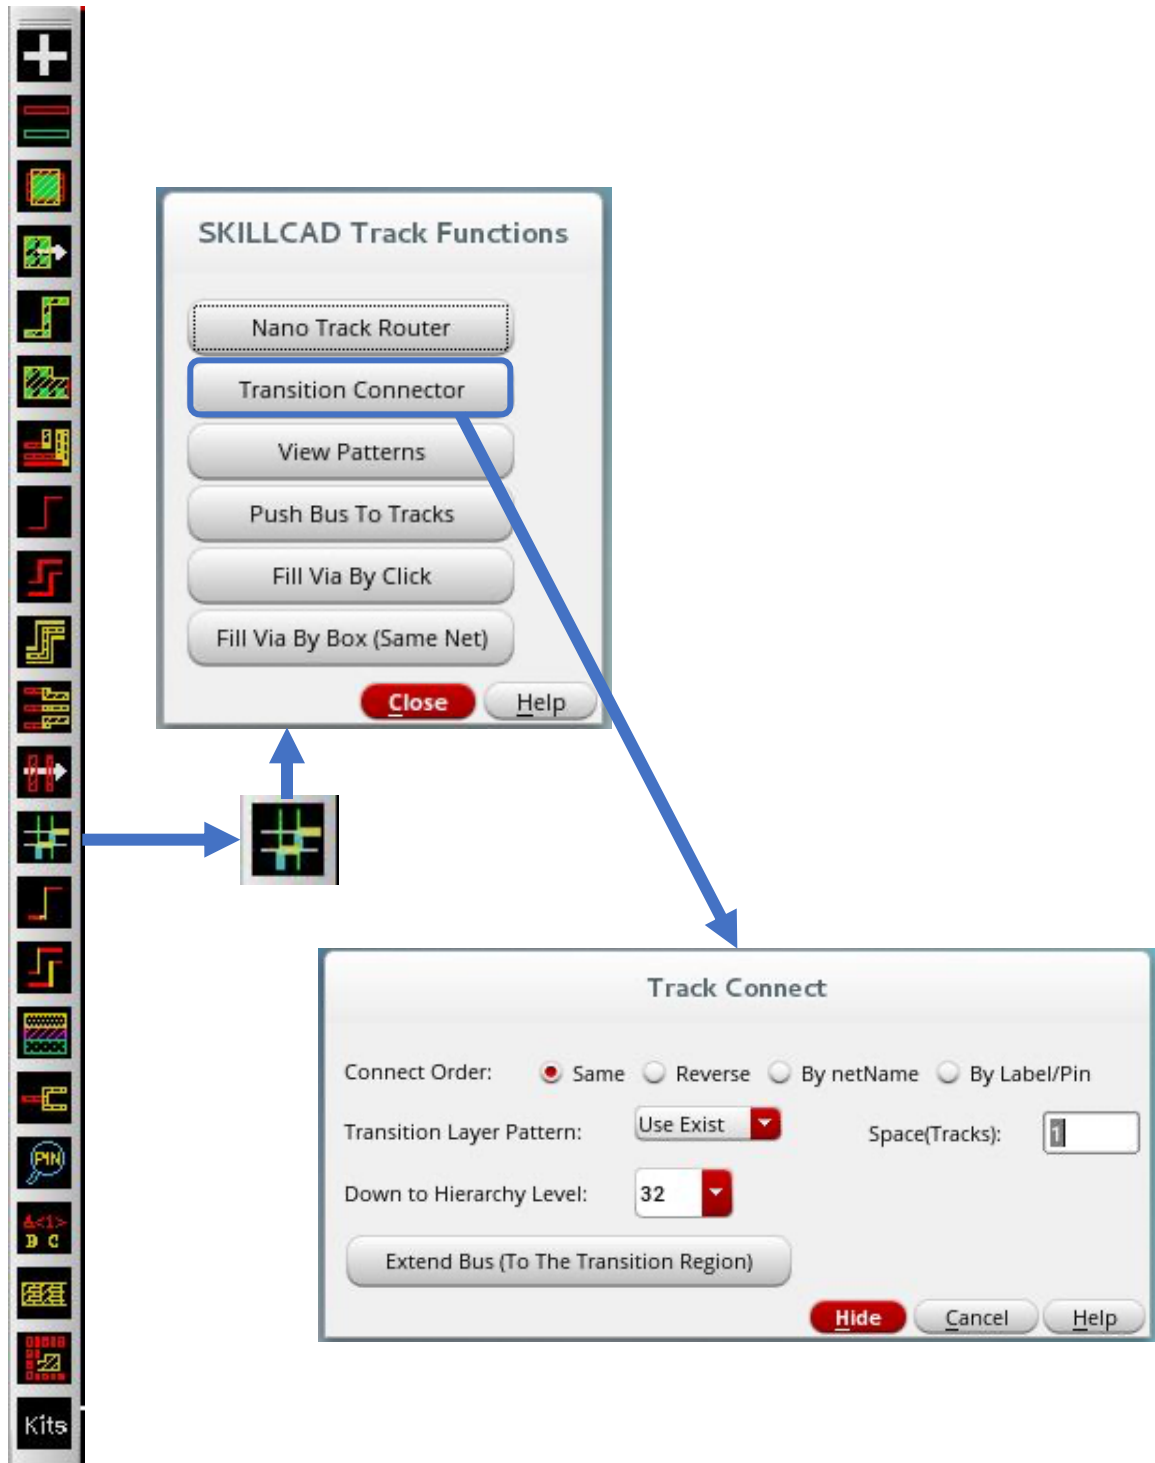 SKILLCAD Track Functions
Nano Track Router
Transition Connector
View Patterns
Push Bus To Tracks
Fill Via By Click
Fill Via By Box (Same Net)
Close Help
Track Connect
Connect Order: Same Reverse By netName By Label/Pin
Transition Layer Pattern: Use Exist Space(Tracks): 1
Down to Hierarchy Level: 32
Extend Bus (To The Transition Region)
Hide Cancel Help
PIN
A<1>
B C
Kits